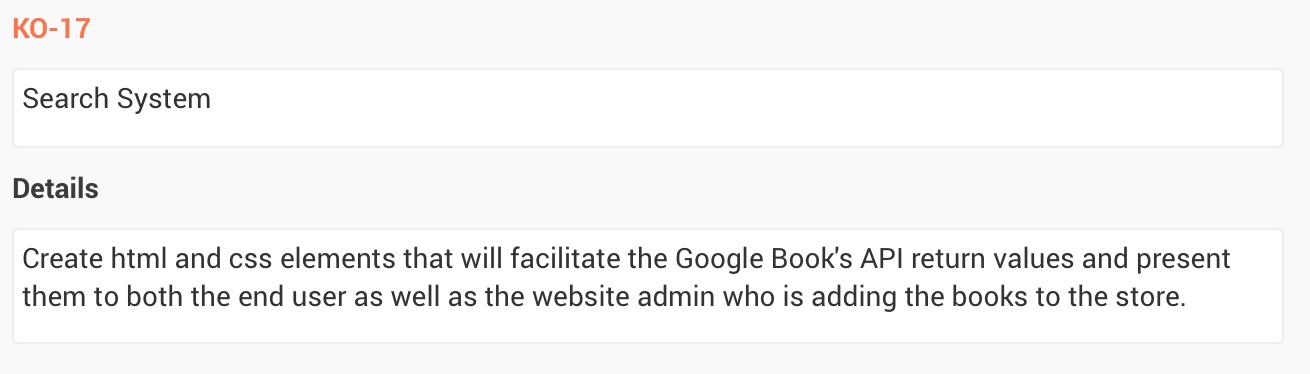 KO-17
Search System
Details
Create html and css elements that will facilitate the Google Book's API return values and present
them to both the end user as well as the website admin who is adding the books to the store.